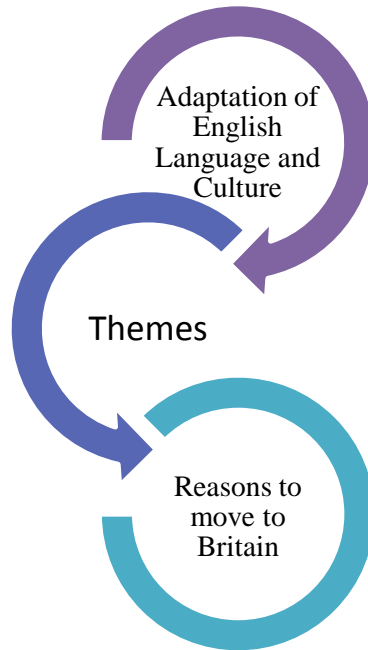 Adaptation of
English
Language and
Culture
Themes
Reasons to
move to
Britain